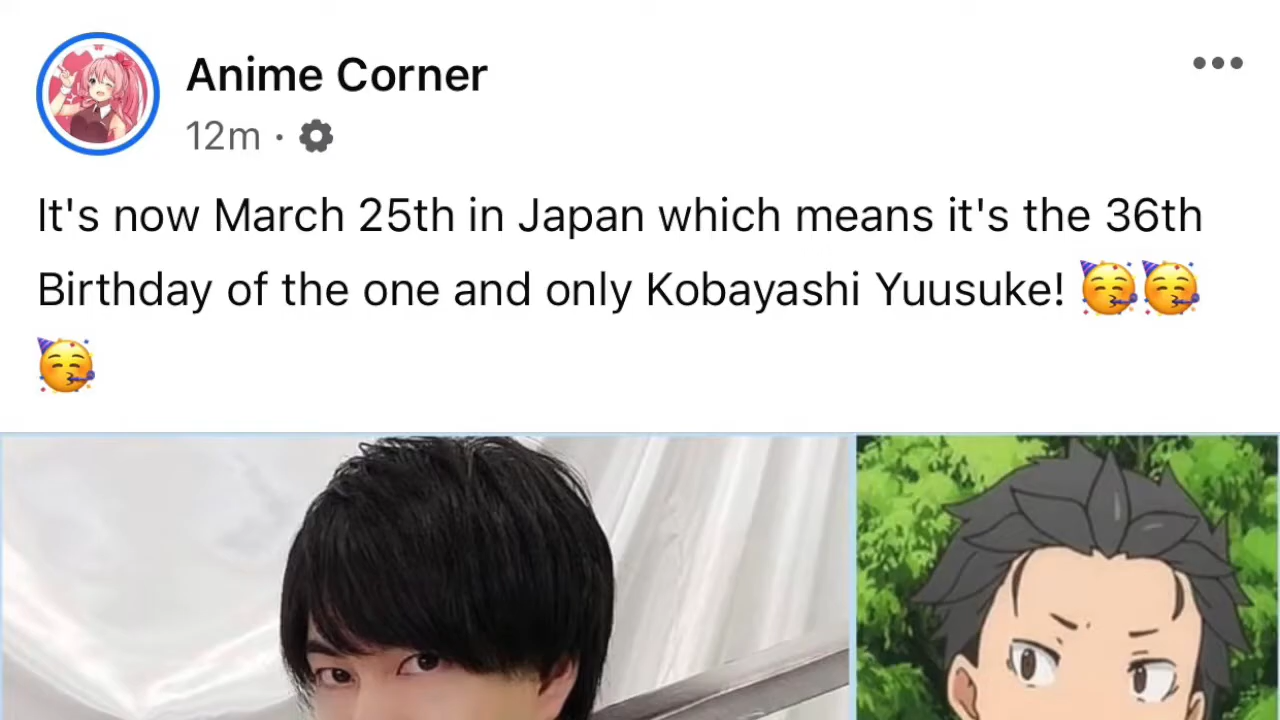 Anine Corner
12m ·
It's now March 25th in Japan which means it's the 36th
Birthday of the one and only Kobayashi Yuusuke! 🥳🥳
🥳